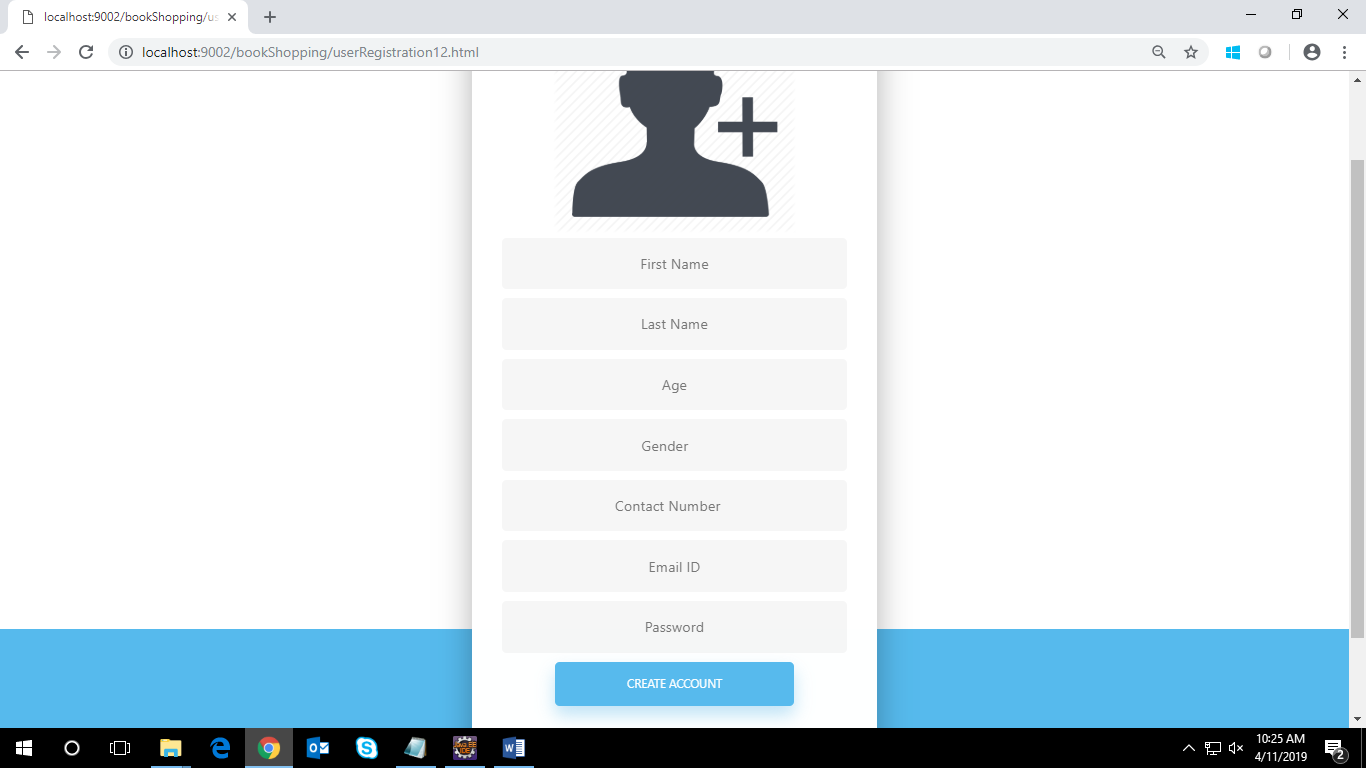 localhost:9002/bookShopping/us
localhost:9002/bookShopping/userRegistration12.html
First Name
Last Name
Age
Gender
Contact Number
Email ID
Password
CREATE ACCOUNT
10:25 AM
4/11/2019
2